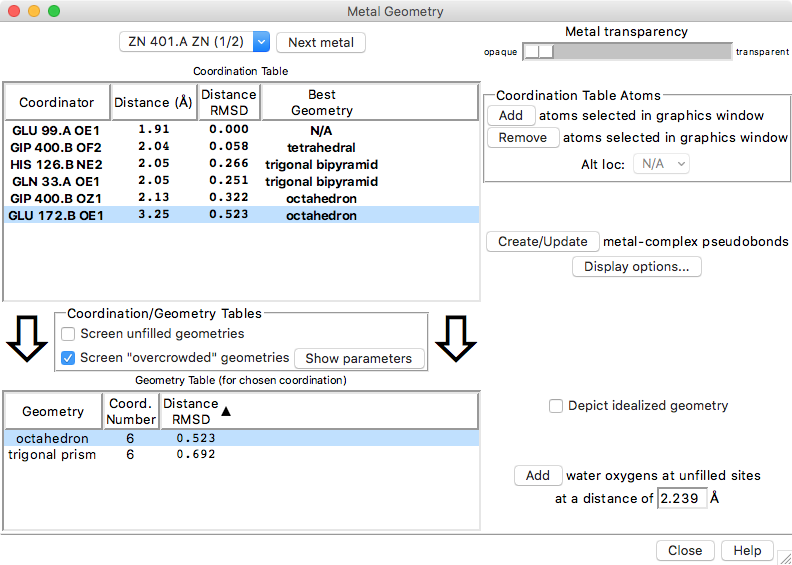 Metal Geometry
ZN 401.A ZN (1/2) Next metal
Metal transparency
opaque transparent
Coordination Table
Coordinator Distance (Å) Distance RMSD Best Geometry
GLU 99.A OE1 1.91 0.000 N/A
GIP 400.B OF2 2.04 0.058 tetrahedral
HIS 126.B NE2 2.05 0.266 trigonal bipyramid
GLN 33.A OE1 2.05 0.251 trigonal bipyramid
GIP 400.B OZ1 2.13 0.322 octahedron
GLU 172.B OE1 3.25 0.523 octahedron
Coordination Table Atoms
Add atoms selected in graphics window
Remove atoms selected in graphics window
Alt loc: N/A
Create/Update metal-complex pseudobonds
Display options...
Coordination/Geometry Tables
Screen unfilled geometries
Screen "overcrowded" geometries Show parameters
Geometry Table (for chosen coordination)
Geometry Coord. Number Distance RMSD ▲
octahedron 6 0.523
trigonal prism 6 0.692
Depict idealized geometry
Add water oxygens at unfilled sites
at a distance of 2.239 Å
Close Help